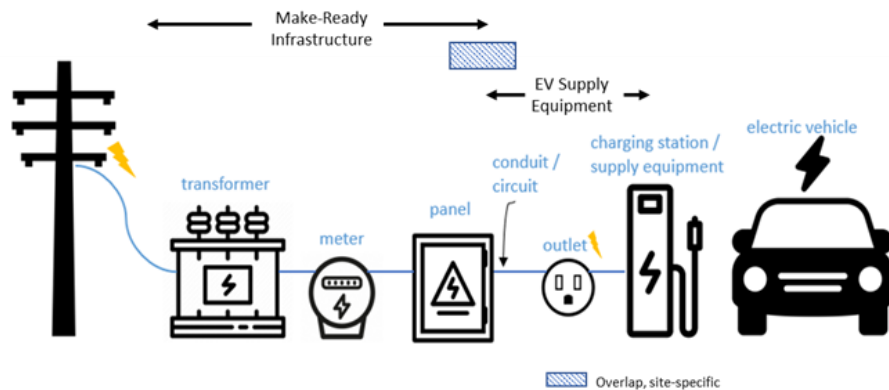 Make-Ready
Infrastructure
EV Supply
Equipment
electric vehicle
charging station /
supply equipment
conduit /
circuit
transformer
panel
meter
outlet
Overlap, site-specific